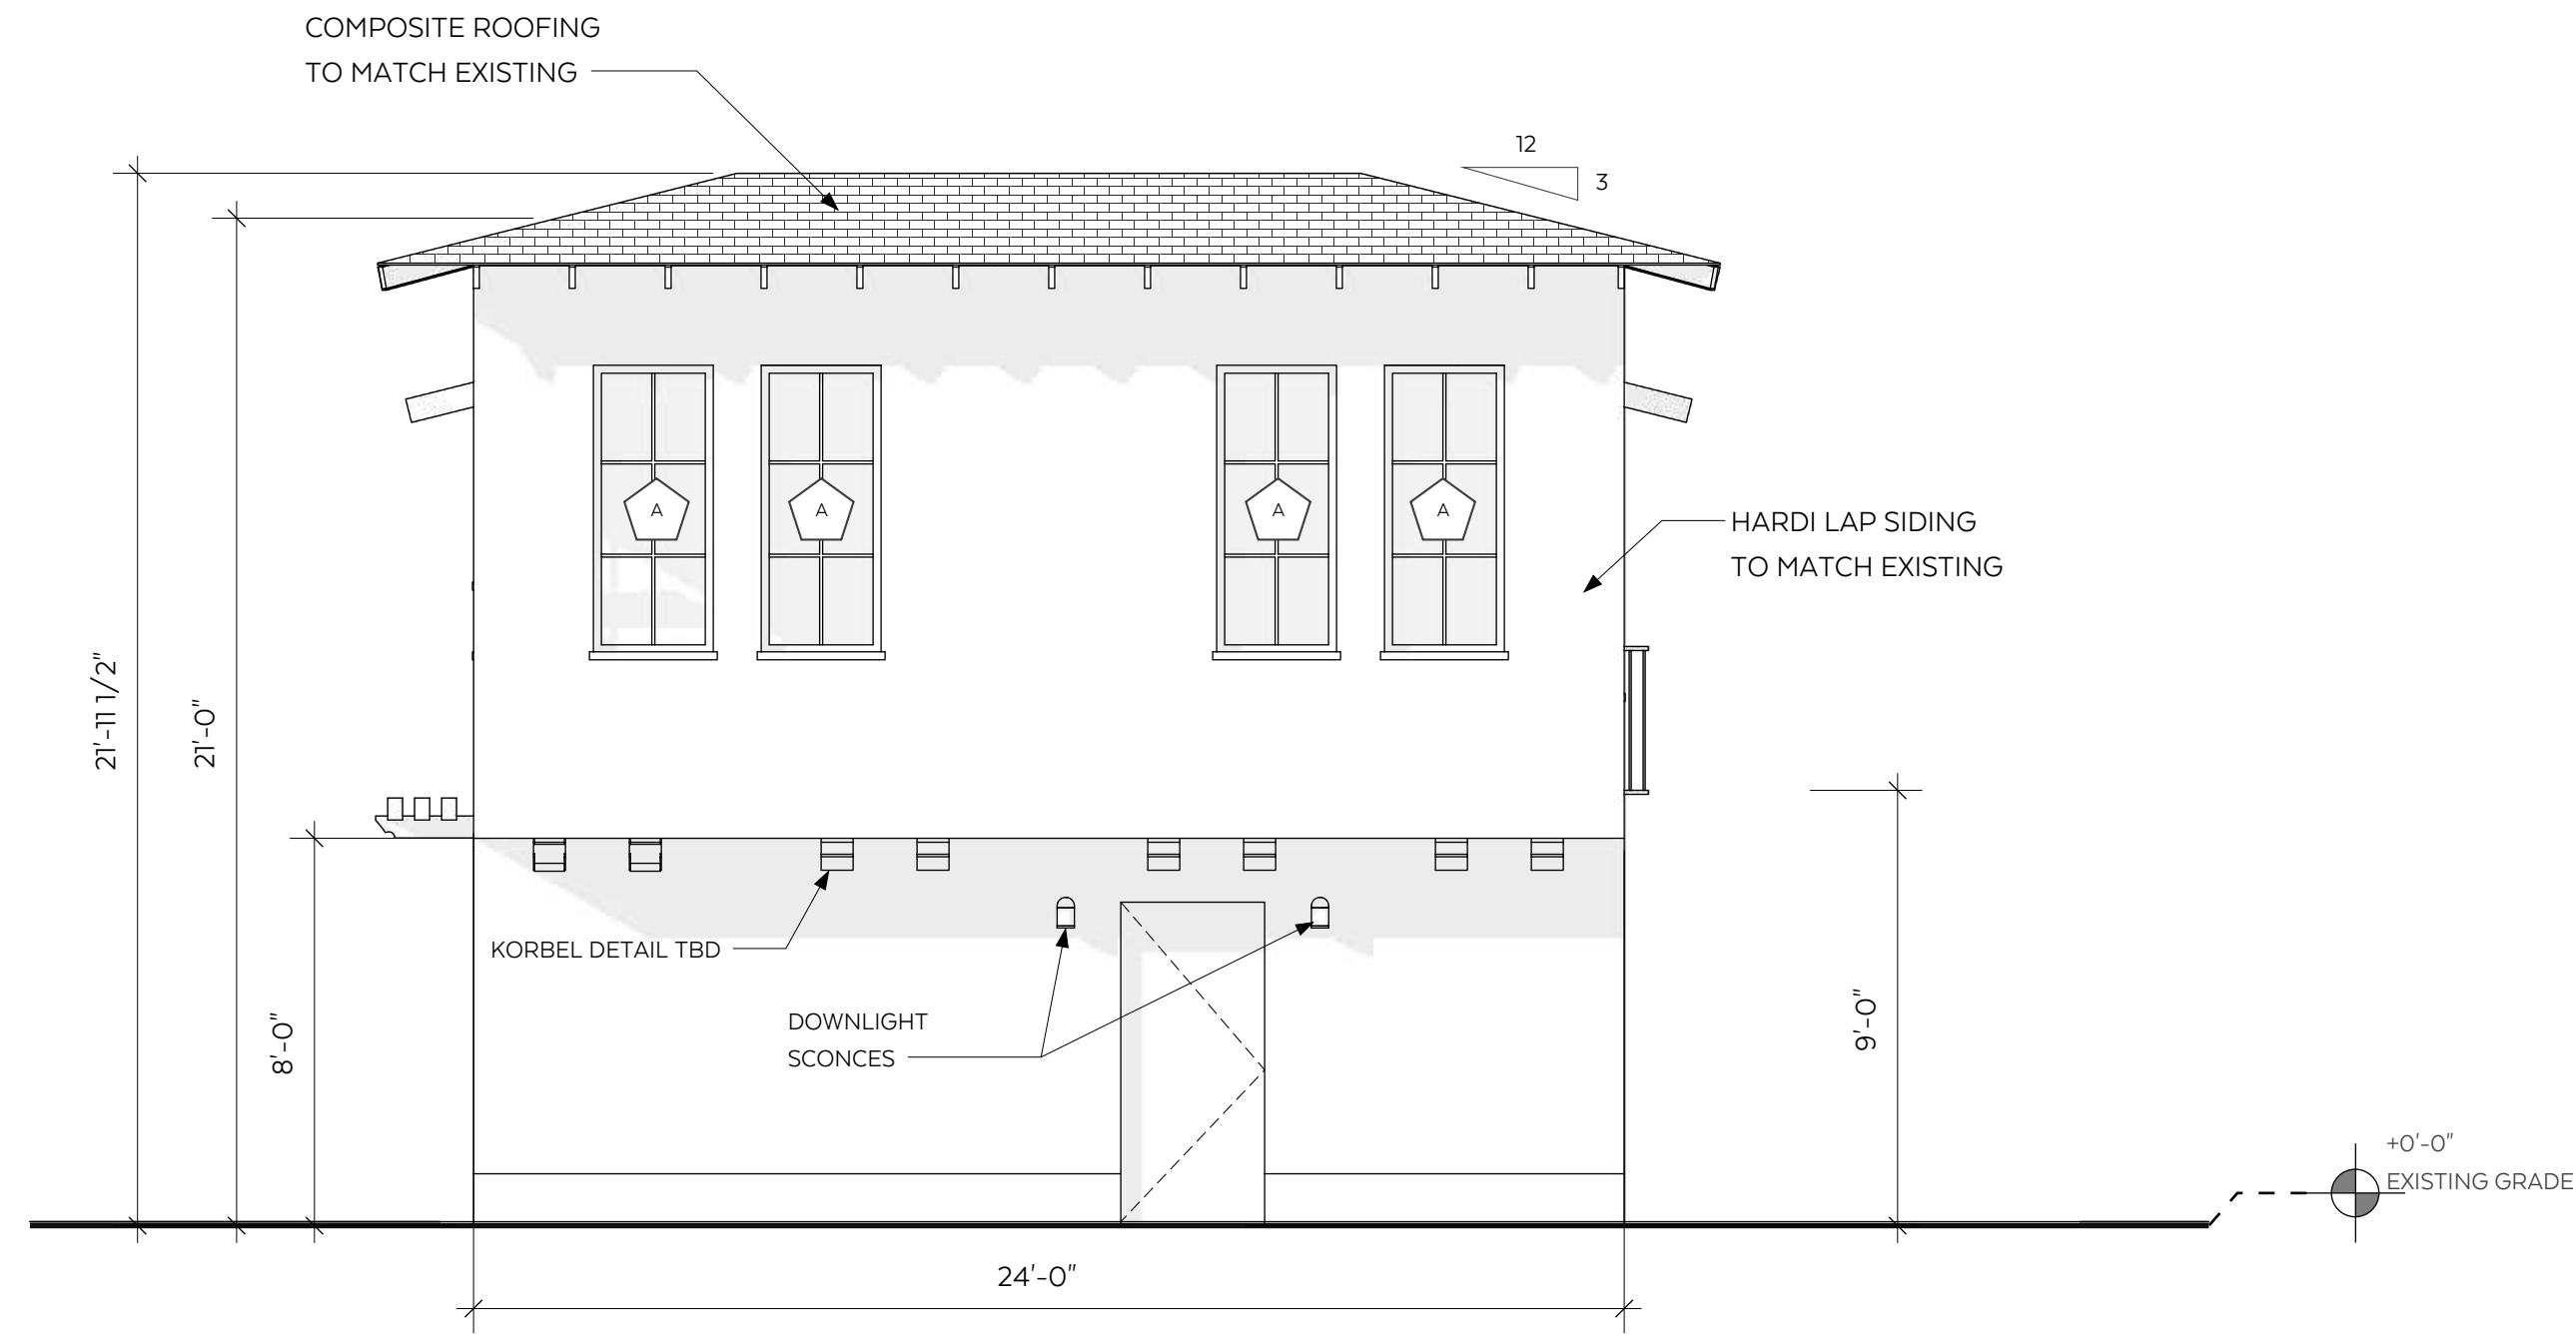 COMPOSITE ROOFING
TO MATCH EXISTING
12
3
A
A
A
A
HARDI LAP SIDING
TO MATCH EXISTING
21'-11 1/2"
21'-0"
8'-0"
KORBEL DETAIL TBD
DOWNLIGHT
SCONCES
9'-0"
+0'-0"
EXISTING GRADE
24'-0"